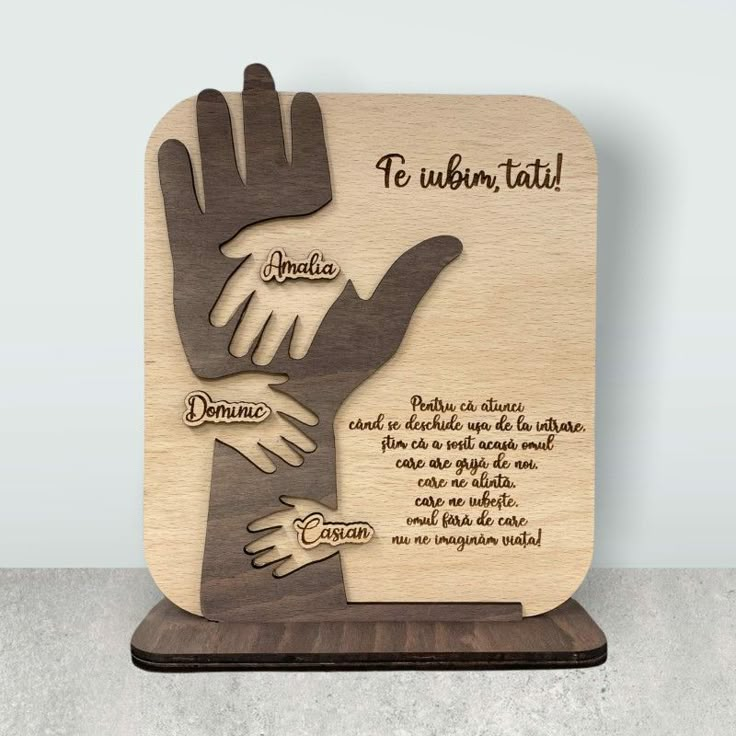 Te iubim, tati!
Amalia
Dominic
Casian
Pentru că atunci
când se deschide ușa de la intrare,
știm că a sosit acasă omul
care are grijă de noi,
care ne alintă,
care ne iubește,
omul fără de care
nu ne imaginăm viața!